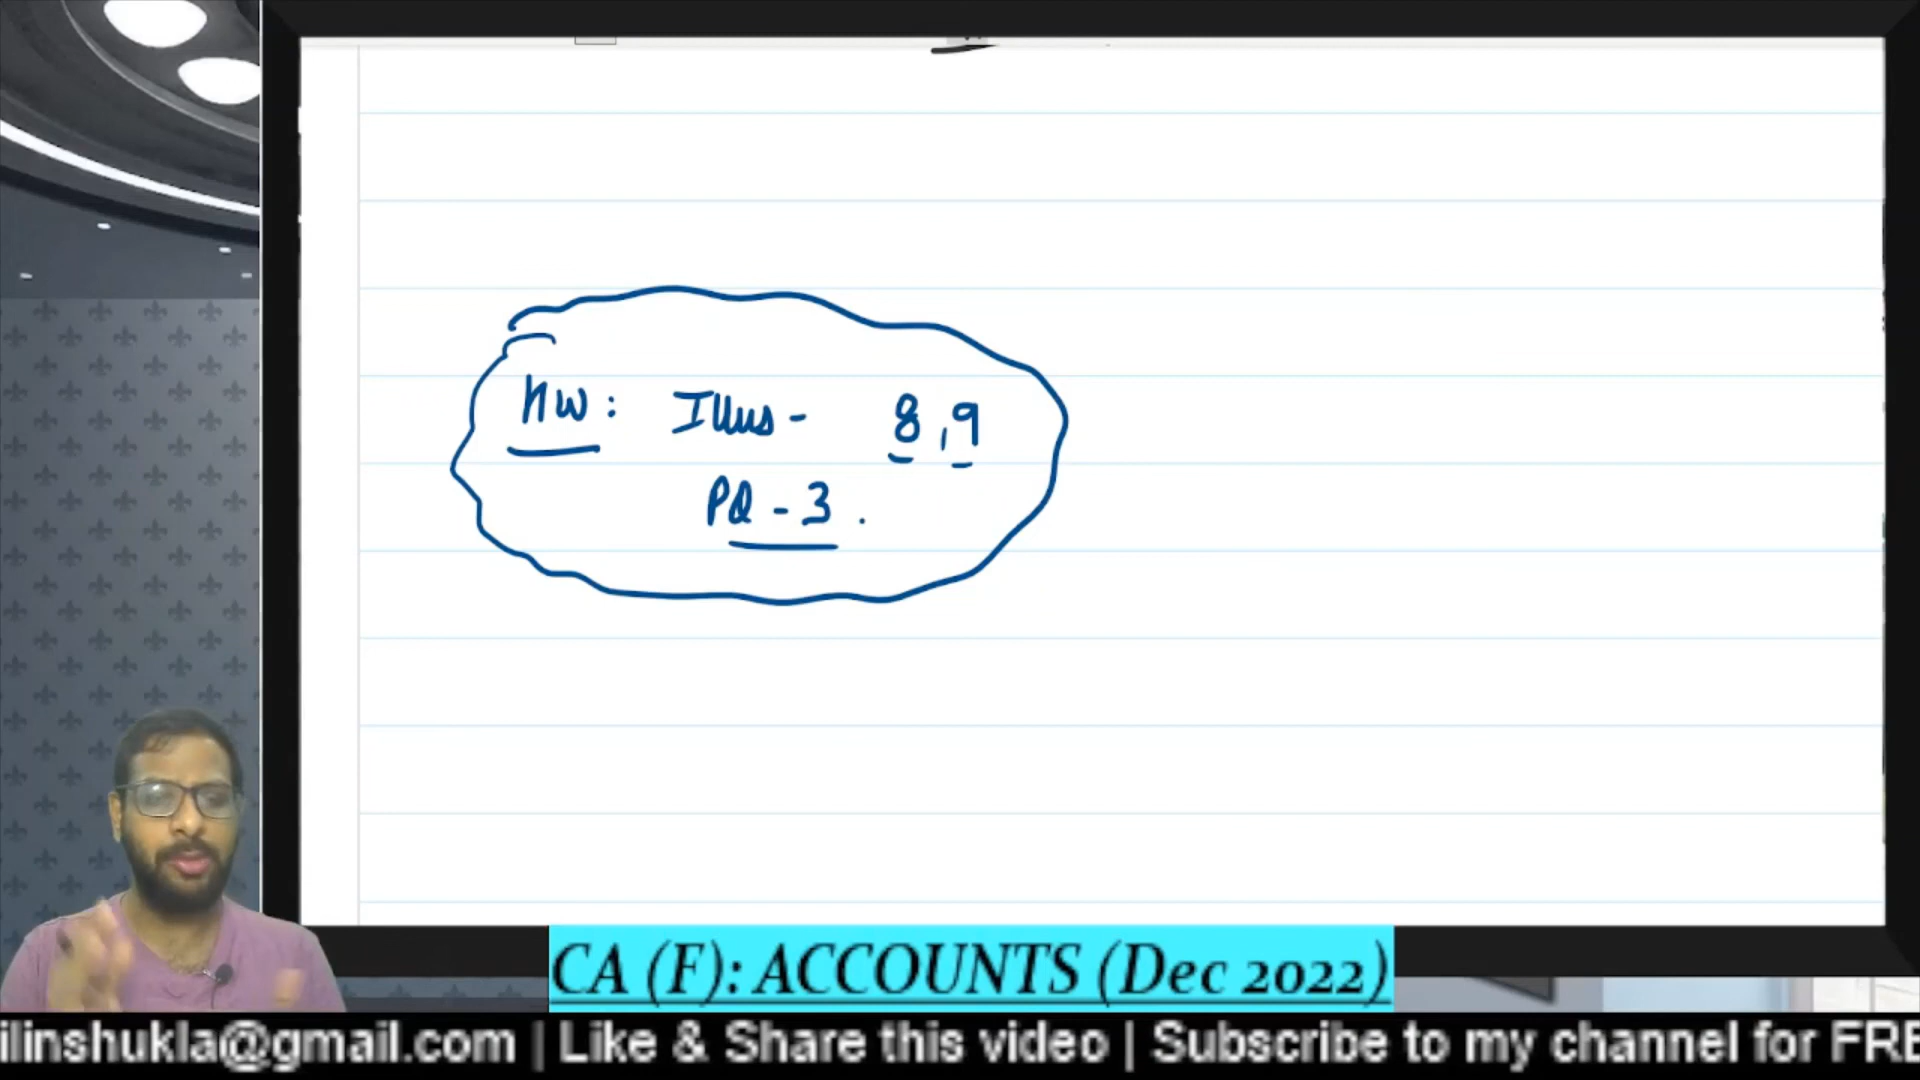 HW: Illus - 8, 9
PQ - 3.
CA (F): ACCOUNTS (Dec 2022)
ilinshukla@gmail.com | Like & Share this video | Subscribe to my channel for FRE